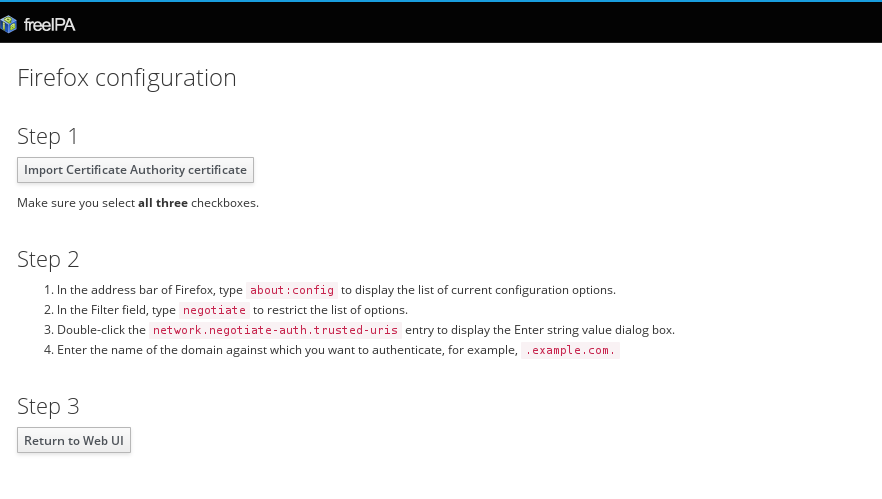 freeIPA
Firefox configuration
Step 1
Import Certificate Authority certificate
Make sure you select all three checkboxes.
Step 2
1. In the address bar of Firefox, type about:config to display the list of current configuration options.
2. In the Filter field, type negotiate to restrict the list of options.
3. Double-click the network.negotiate-auth.trusted-uris entry to display the Enter string value dialog box.
4. Enter the name of the domain against which you want to authenticate, for example, .example.com.
Step 3
Return to Web UI